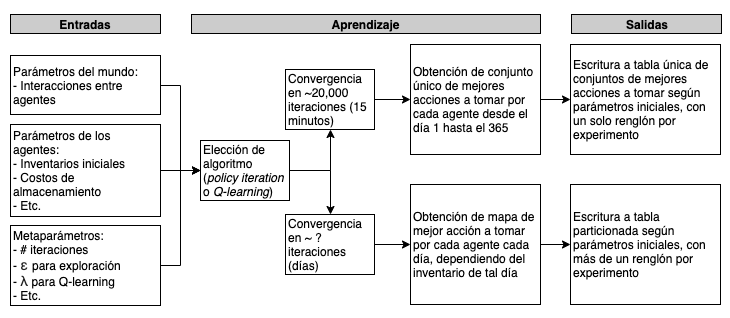 Entradas
Aprendizaje
Salidas
Parámetros del mundo:
- Interacciones entre
agentes
Parámetros de los
agentes:
- Inventarios iniciales
- Costos de
almacenamiento
- Etc.
Metaparámetros:
- # iteraciones
- ε para exploración
- λ para Q-learning
- Etc.
Elección de
algoritmo
(policy iteration
o Q-learning)
Convergencia
en ~20,000
iteraciones (15
minutos)
Obtención de conjunto
único de mejores
acciones a tomar por
cada agente desde el
día 1 hasta el 365
Escritura a tabla única de
conjuntos de mejores
acciones a tomar según
parámetros iniciales, con
un solo renglón por
experimento
Convergencia
en ~ ?
iteraciones
(días)
Obtención de mapa de
mejor acción a tomar
por cada agente cada
día, dependiendo del
inventario de tal día
Escritura a tabla
particionada según
parámetros iniciales, con
más de un renglón por
experimento